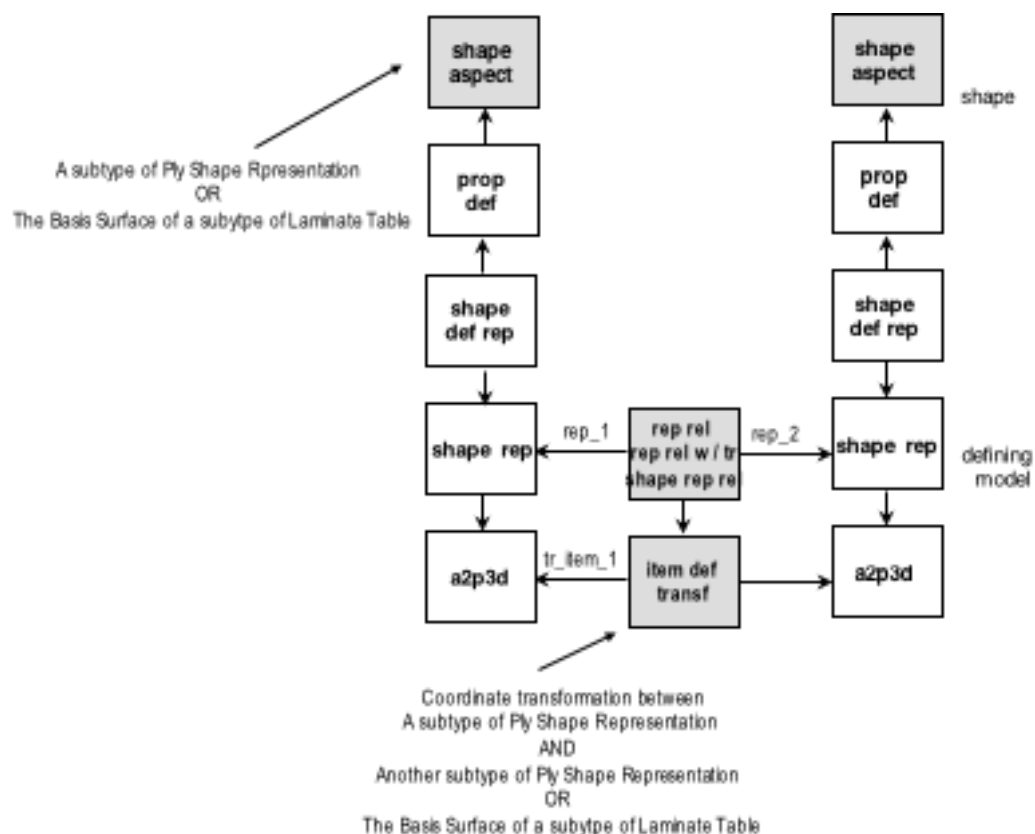 shape
aspect
shape
aspect
shape
A subtype of Ply Shape Rpresentation
OR
The Basis Surface of a subytpe of Laminate Table
prop
def
prop
def
shape
def rep
shape
def rep
shape rep
rep_1
rep rel
rep rel w / tr
shape rep rel
rep_2
shape rep
defining
model
a2p3d
tr_item_1
item def
transf
a2p3d
Coordinate transformation between
A subtype of Ply Shape Representation
AND
Another subtype of Ply Shape Representation
OR
The Basis Surface of a subytpe of Laminate Table